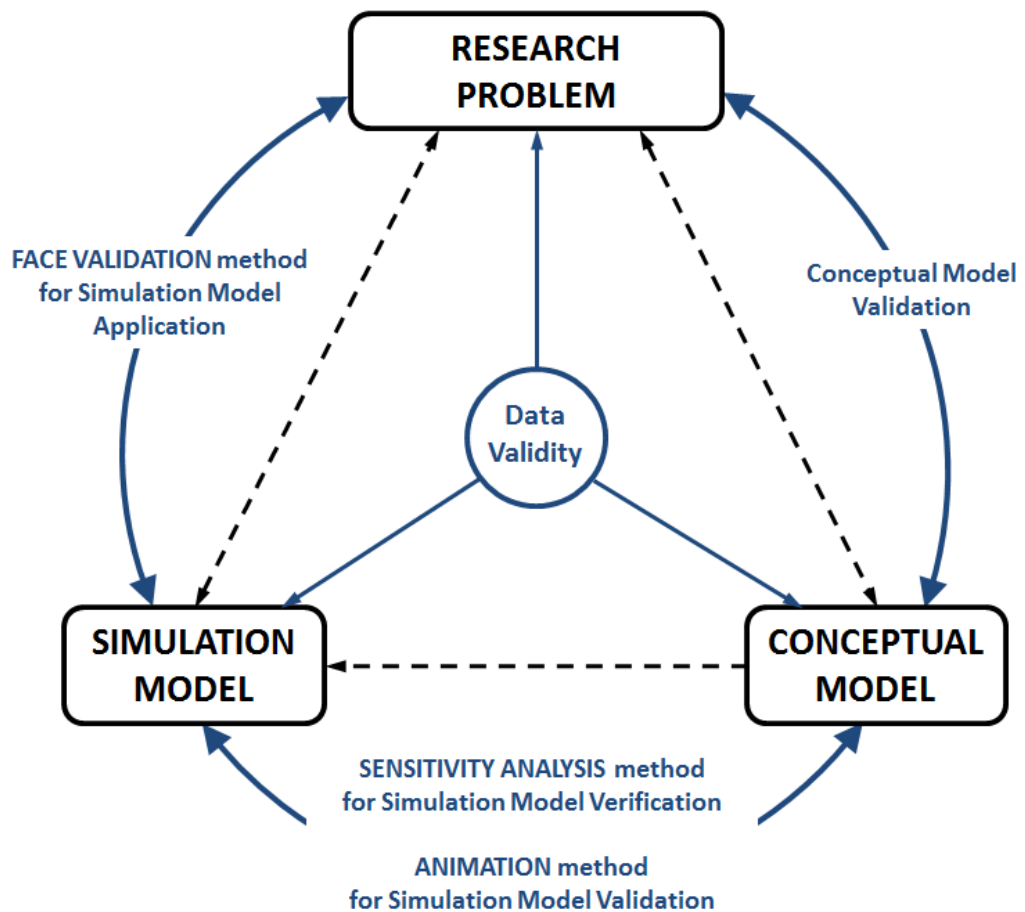 RESEARCH
PROBLEM
FACE VALIDATION method
for Simulation Model
Application
Conceptual Model
Validation
Data
Validity
SIMULATION
MODEL
CONCEPTUAL
MODEL
SENSITIVITY ANALYSIS method
for Simulation Model Verification
ANIMATION method
for Simulation Model Validation